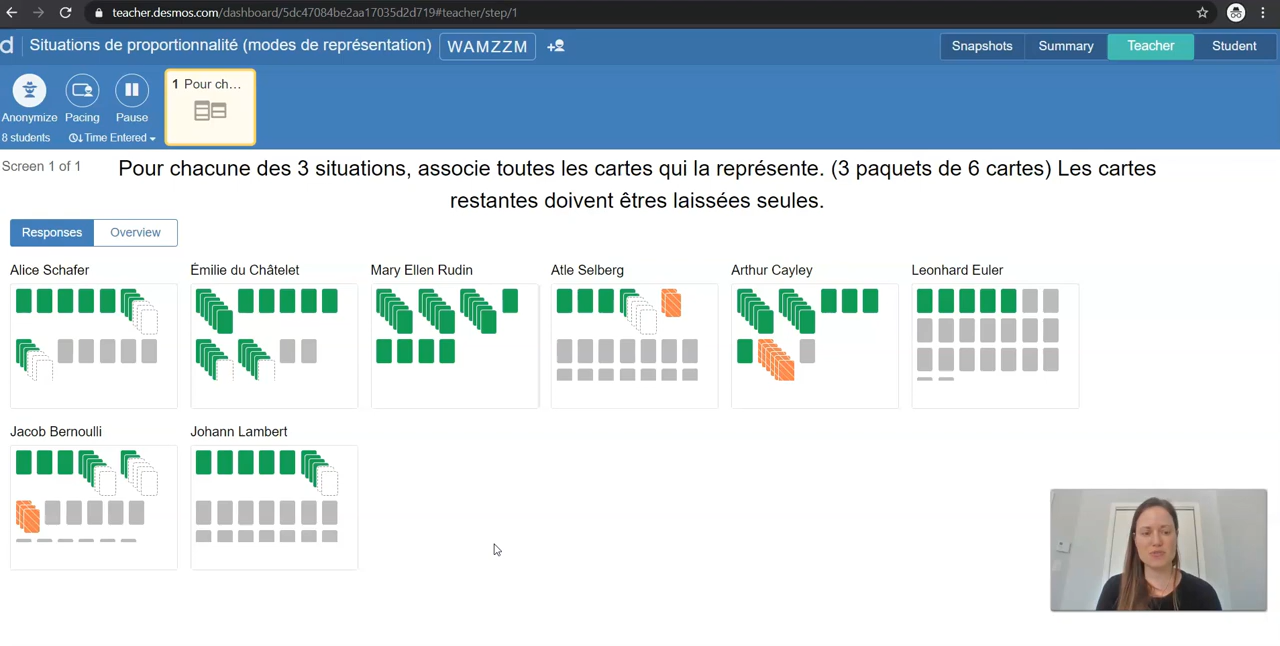 teacher.desmos.com/dashboard/5dc47084be2aa17035d2d719#teacher/step/1
d Situations de proportionnalité (modes de représentation) WAMZZM
Snapshots Summary Teacher Student
1 Pour ch...
Anonymize Pacing Pause
8 students Time Entered
Screen 1 of 1
Pour chacune des 3 situations, associe toutes les cartes qui la représente. (3 paquets de 6 cartes) Les cartes
restantes doivent êtres laissées seules.
Responses Overview
Alice Schafer Émilie du Châtelet Mary Ellen Rudin Atle Selberg Arthur Cayley Leonhard Euler
Jacob Bernoulli Johann Lambert